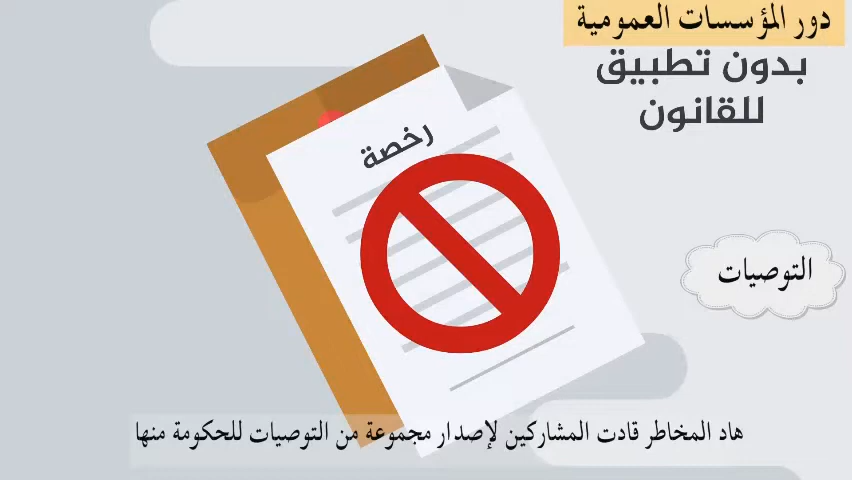 دور المؤسسات العمومية
بدون تطبيق
للقانون
رخصة
التوصيات
هاد المخاطر قادت المشاركين لإصدار مجموعة من التوصيات للحكومة منها